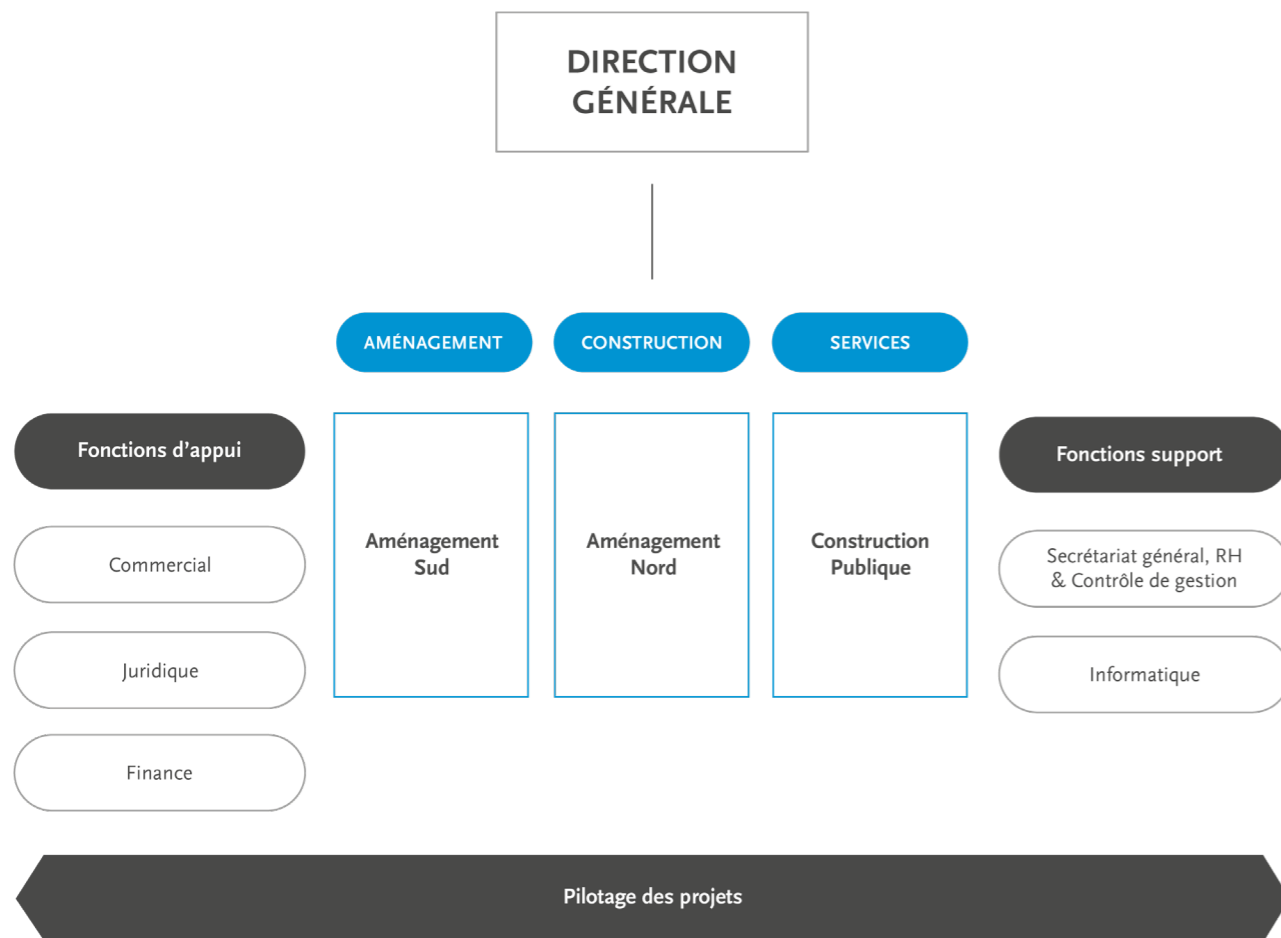 DIRECTION
GÉNÉRALE
AMÉNAGEMENT
CONSTRUCTION
SERVICES
Fonctions d’appui
Commercial
Juridique
Finance
Aménagement
Sud
Aménagement
Nord
Construction
Publique
Fonctions support
Secrétariat général, RH
& Contrôle de gestion
Informatique
Pilotage des projets